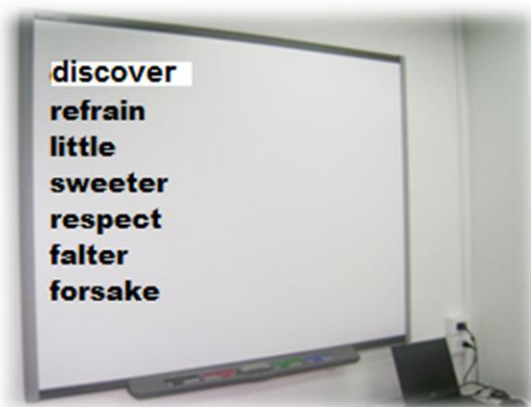 discover
refrain
little
sweeter
respect
falter
forsake